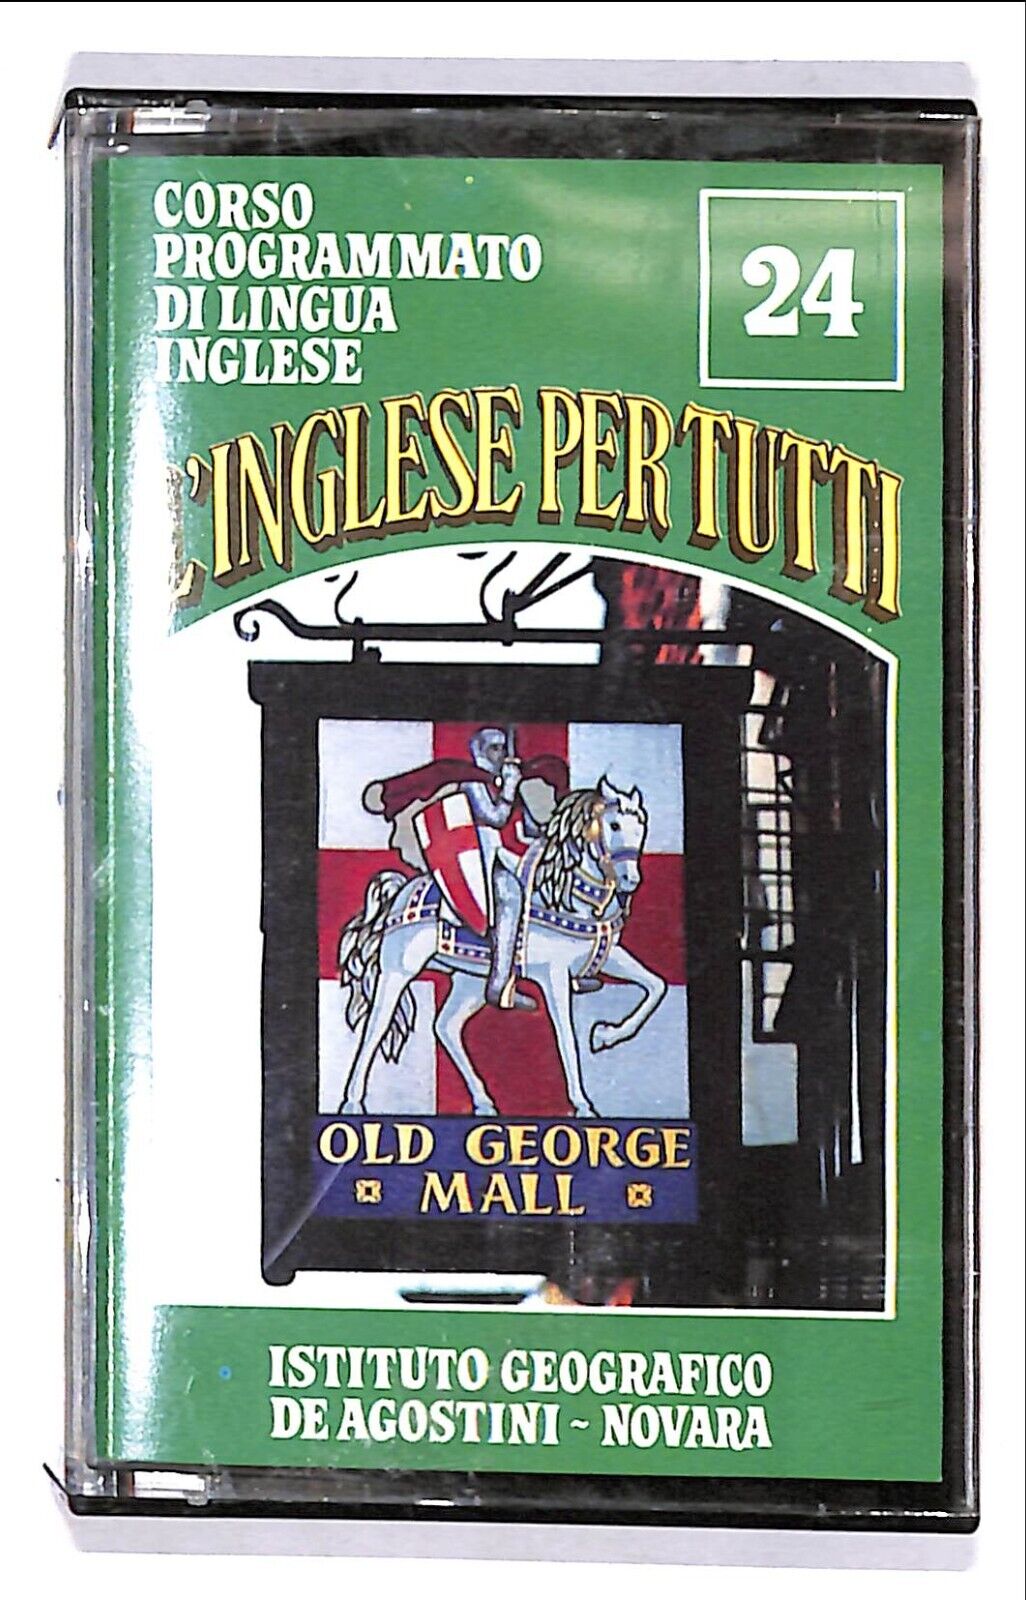 CORSO
PROGRAMMATO
DI LINGUA
INGLESE
24
L'INGLESE PER TUTTI
OLD GEORGE
MALL
ISTITUTO GEOGRAFICO
DE AGOSTINI ~ NOVARA